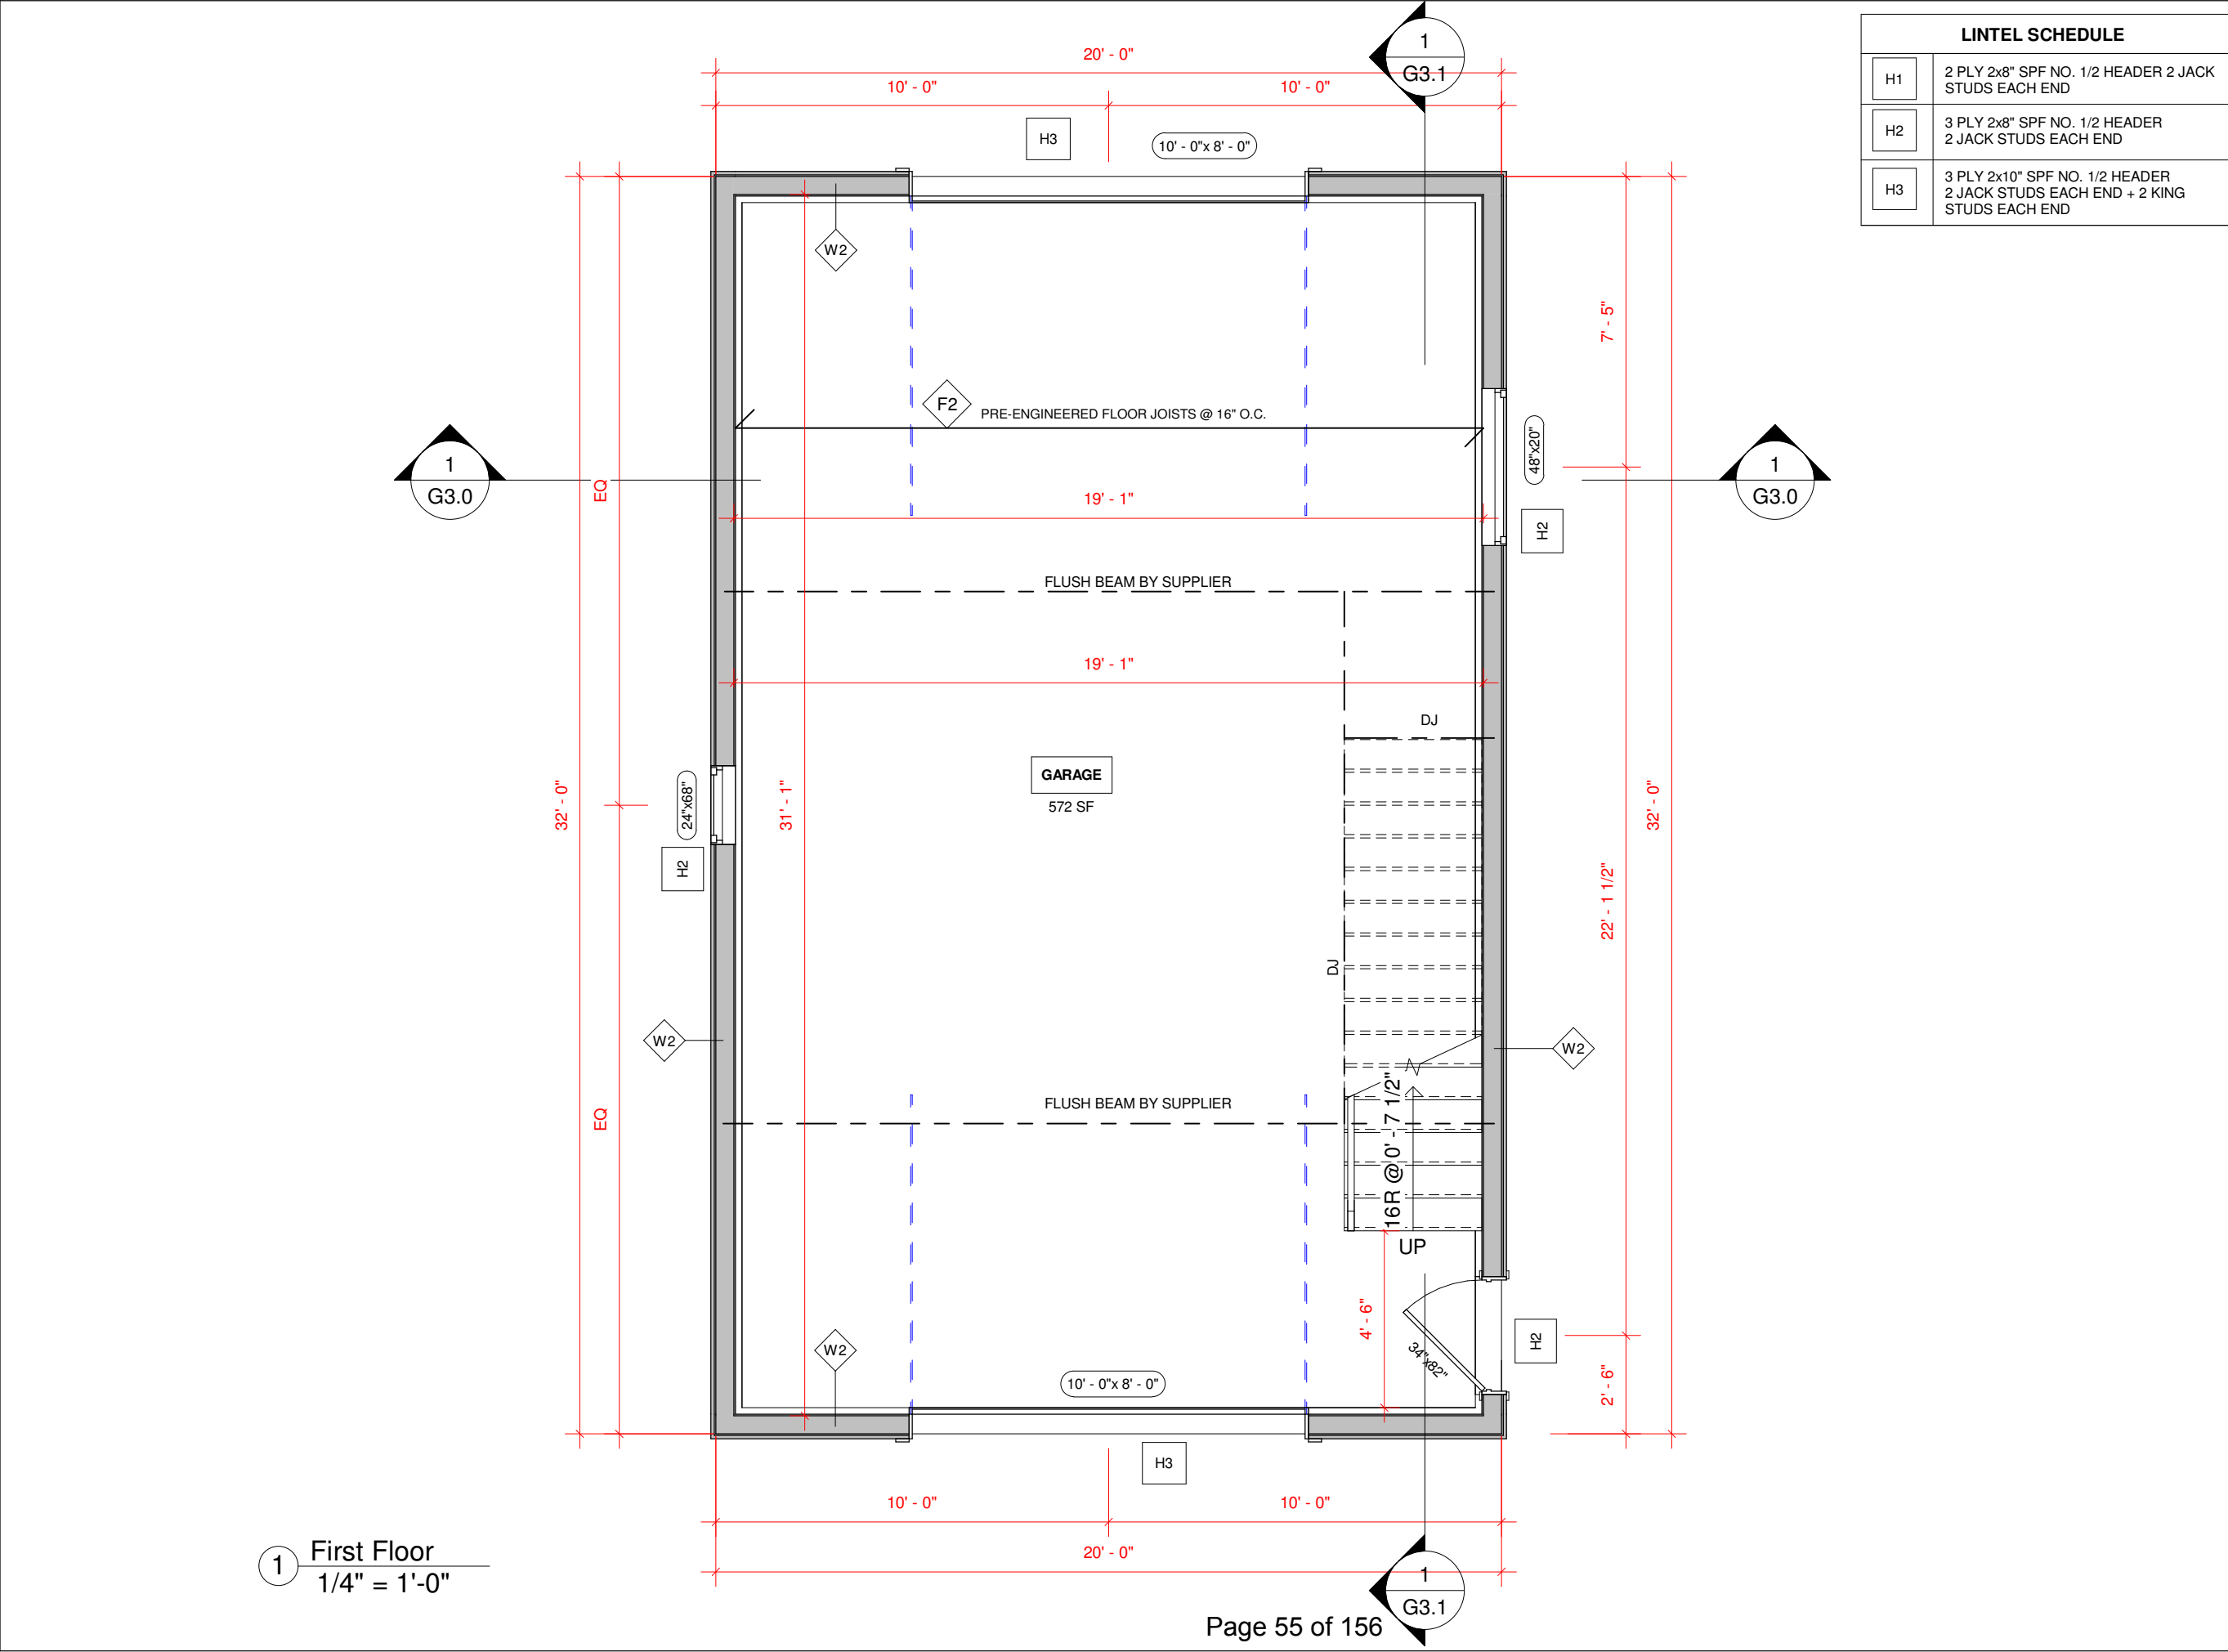 20' - 0"
10' - 0"
10' - 0"
1
G3.1
LINTEL SCHEDULE
H1
2 PLY 2x8" SPF NO. 1/2 HEADER 2 JACK
STUDS EACH END
H2
3 PLY 2x8" SPF NO. 1/2 HEADER
2 JACK STUDS EACH END
H3
3 PLY 2x10" SPF NO. 1/2 HEADER
2 JACK STUDS EACH END + 2 KING
STUDS EACH END
H3
10' - 0"x 8' - 0"
W2
7' - 5"
F2
PRE-ENGINEERED FLOOR JOISTS @ 16" O.C.
1
G3.0
EQ
48"x20"
1
G3.0
19' - 1"
H2
FLUSH BEAM BY SUPPLIER
19' - 1"
DJ
GARAGE
572 SF
32' - 0"
24"x68"
31' - 1"
32' - 0"
H2
22' - 1 1/2"
DJ
W2
W2
EQ
FLUSH BEAM BY SUPPLIER
16R @ 0' - 7 1/2"
UP
4' - 6"
H2
34"x82"
W2
10' - 0"x 8' - 0"
2' - 6"
H3
10' - 0"
10' - 0"
20' - 0"
1
First Floor
1/4" = 1'-0"
1
G3.1
Page 55 of 156